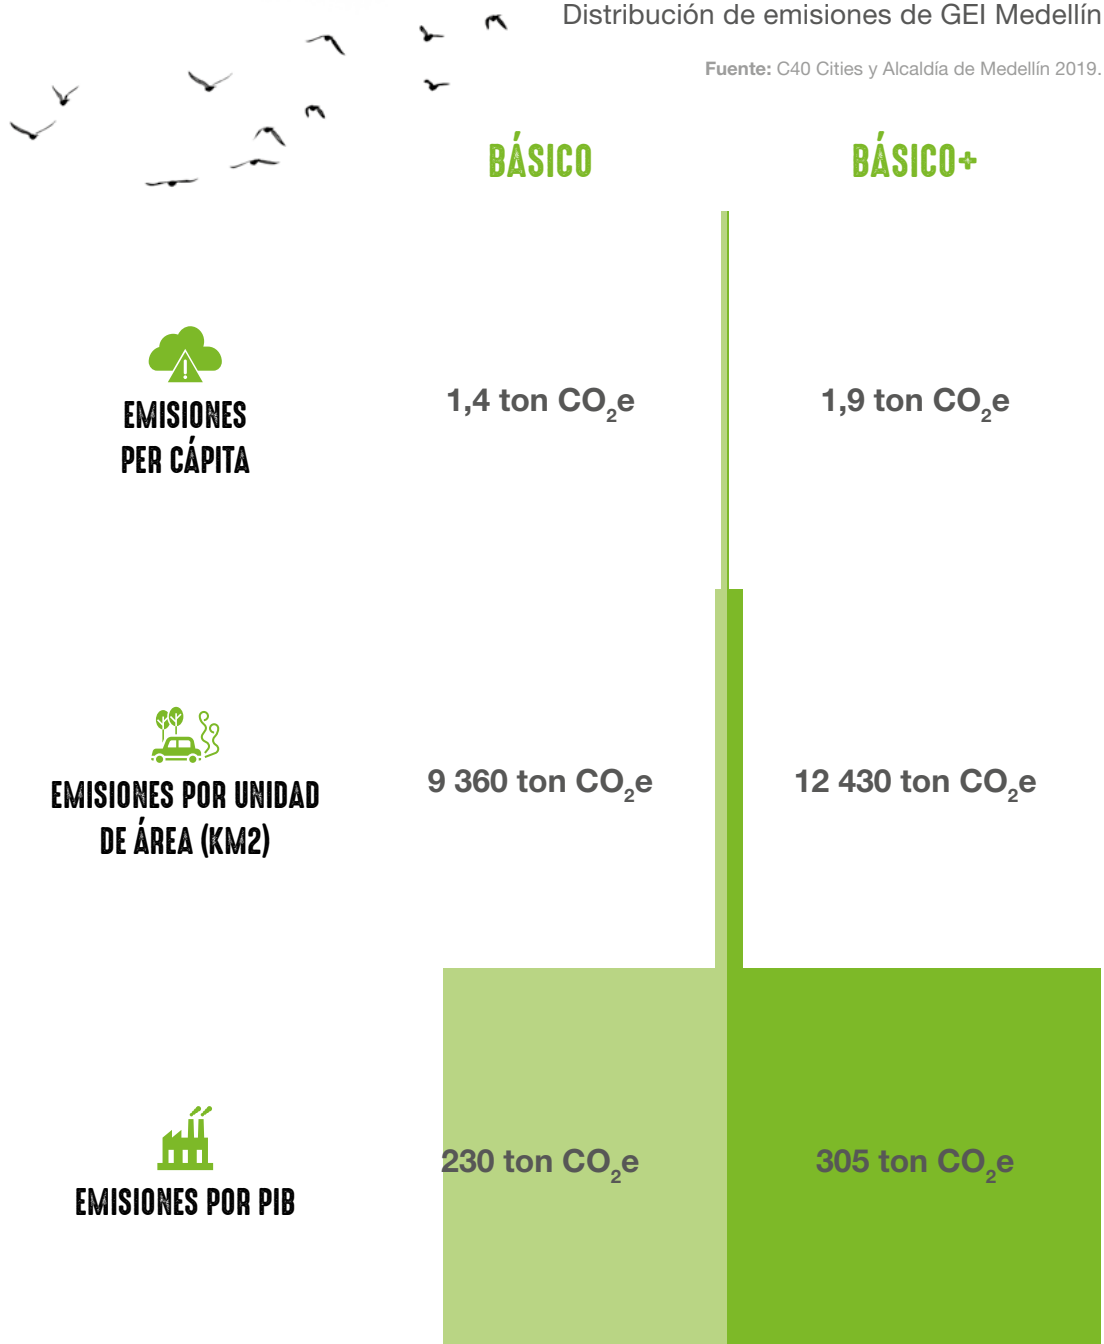 Distribución de emisiones de GEI Medellín
Fuente: C40 Cities y Alcaldía de Medellín 2019.
BÁSICO
BÁSICO+
EMISIONES
PER CÁPITA
1,4 ton CO₂e
1,9 ton CO₂e
EMISIONES POR UNIDAD
DE ÁREA (KM2)
9 360 ton CO₂e
12 430 ton CO₂e
EMISIONES POR PIB
230 ton CO₂e
305 ton CO₂e